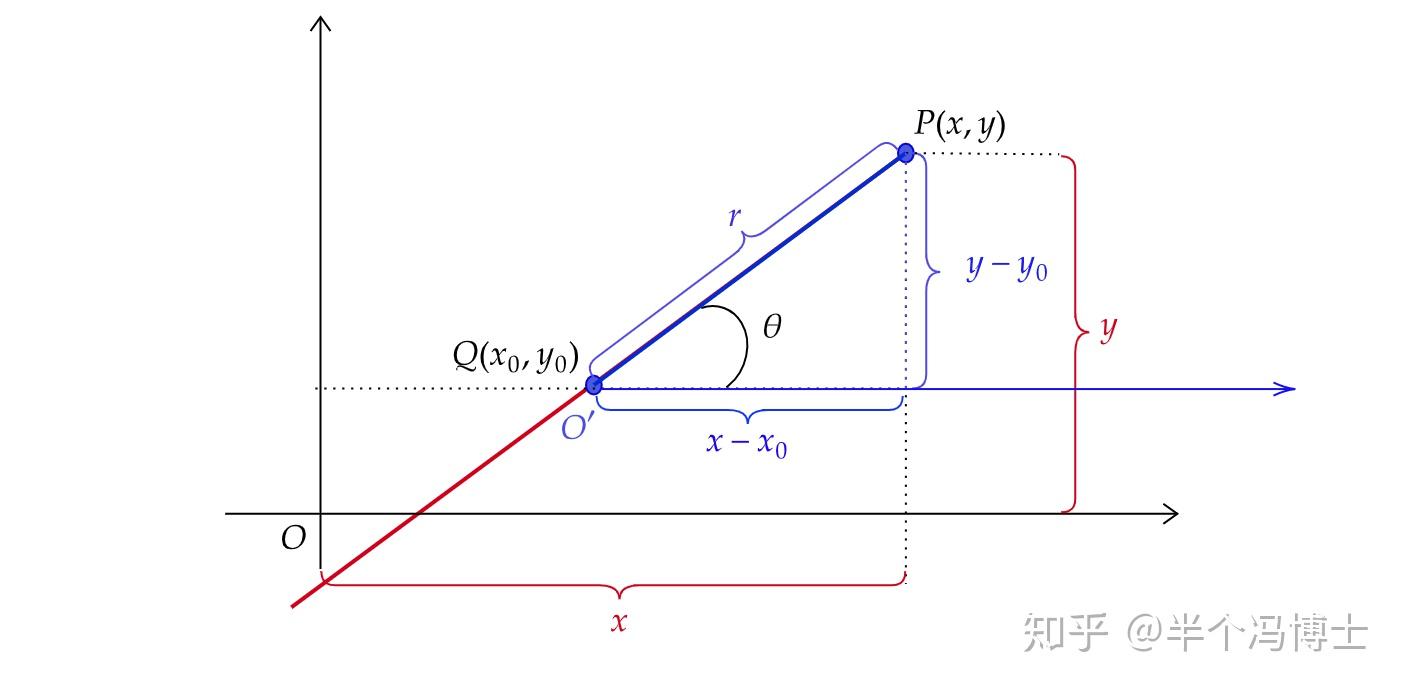 P(x, y)
r
y − y₀
θ
y
Q(x₀, y₀)
O′
x − x₀
O
x
知乎 @半个冯博士